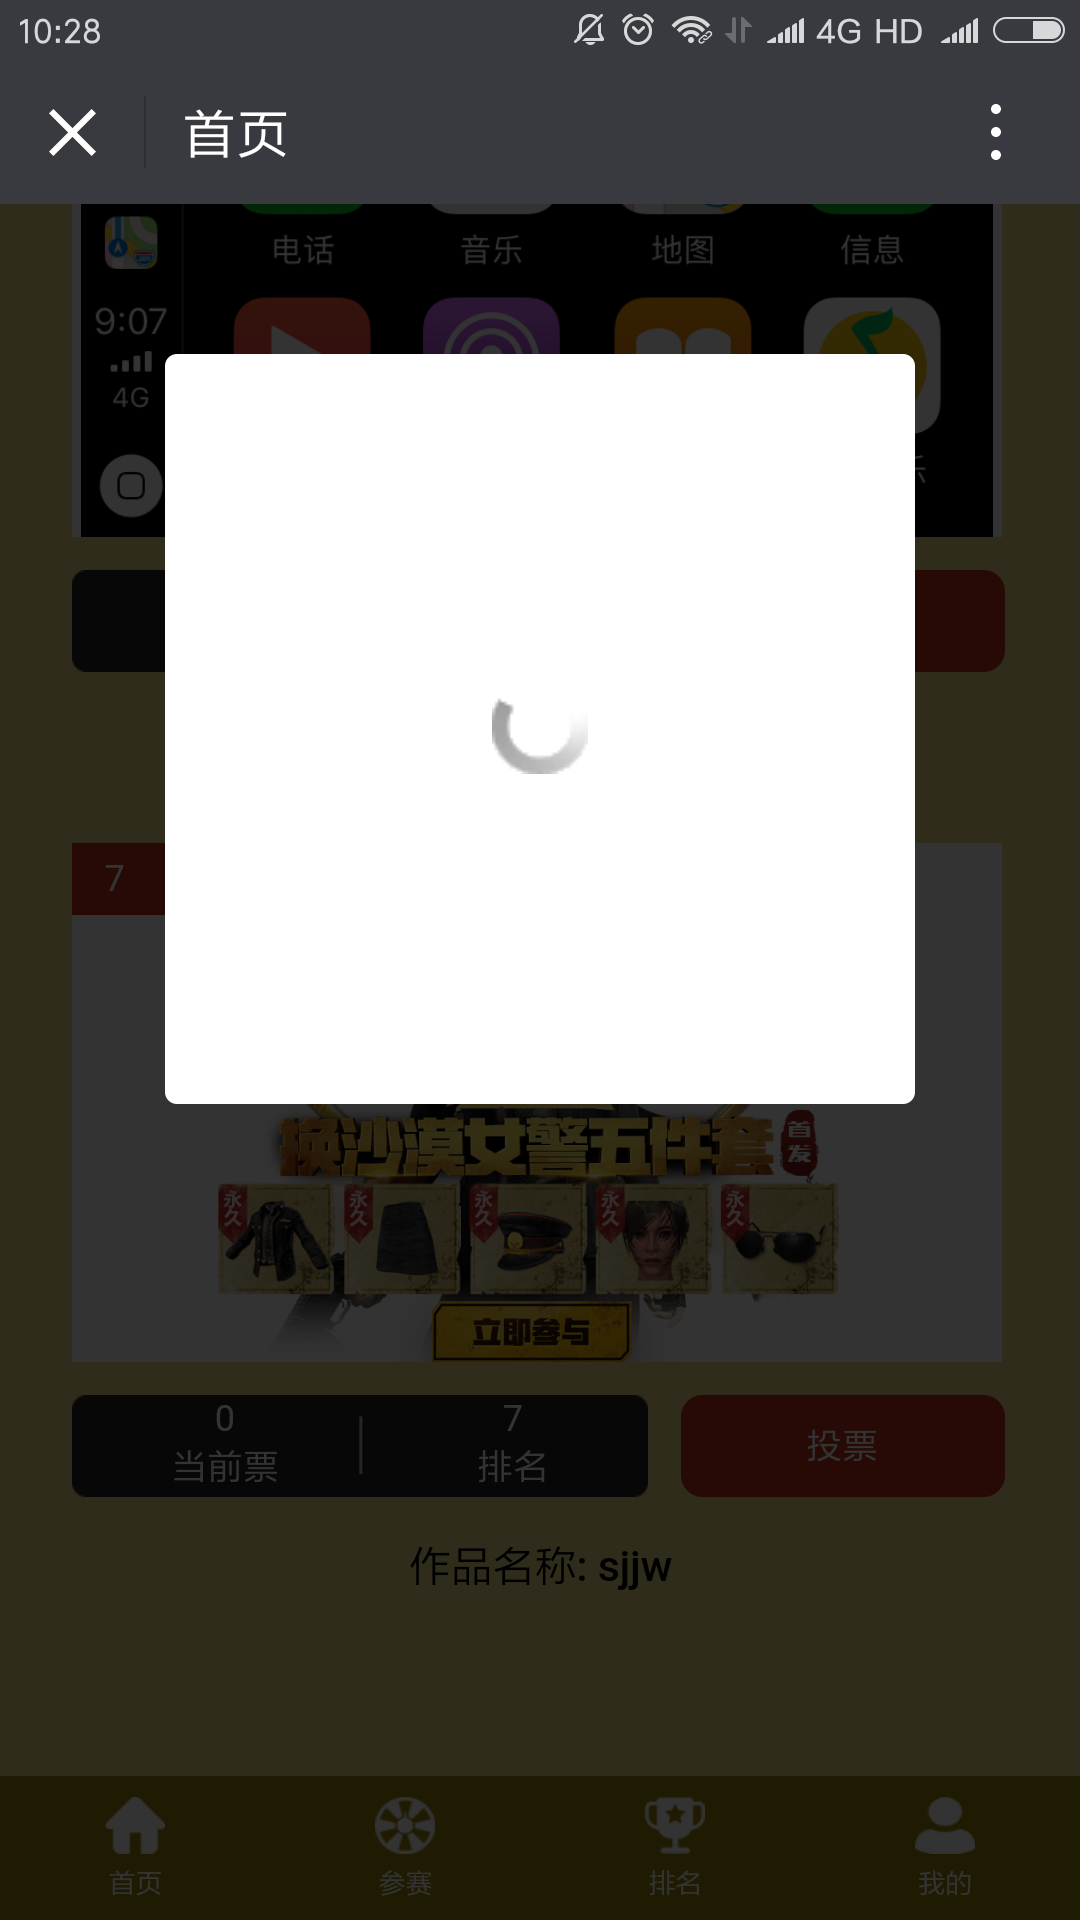 10:28
4G HD
首页
电话 音乐 地图 信息
9:07
4G
乐
7
换沙漠女警五件套 首发
永久 永久 永久 永久 永久
立即参与
0 7
当前票 排名 投票
作品名称: sjjw
首页 参赛 排名 我的